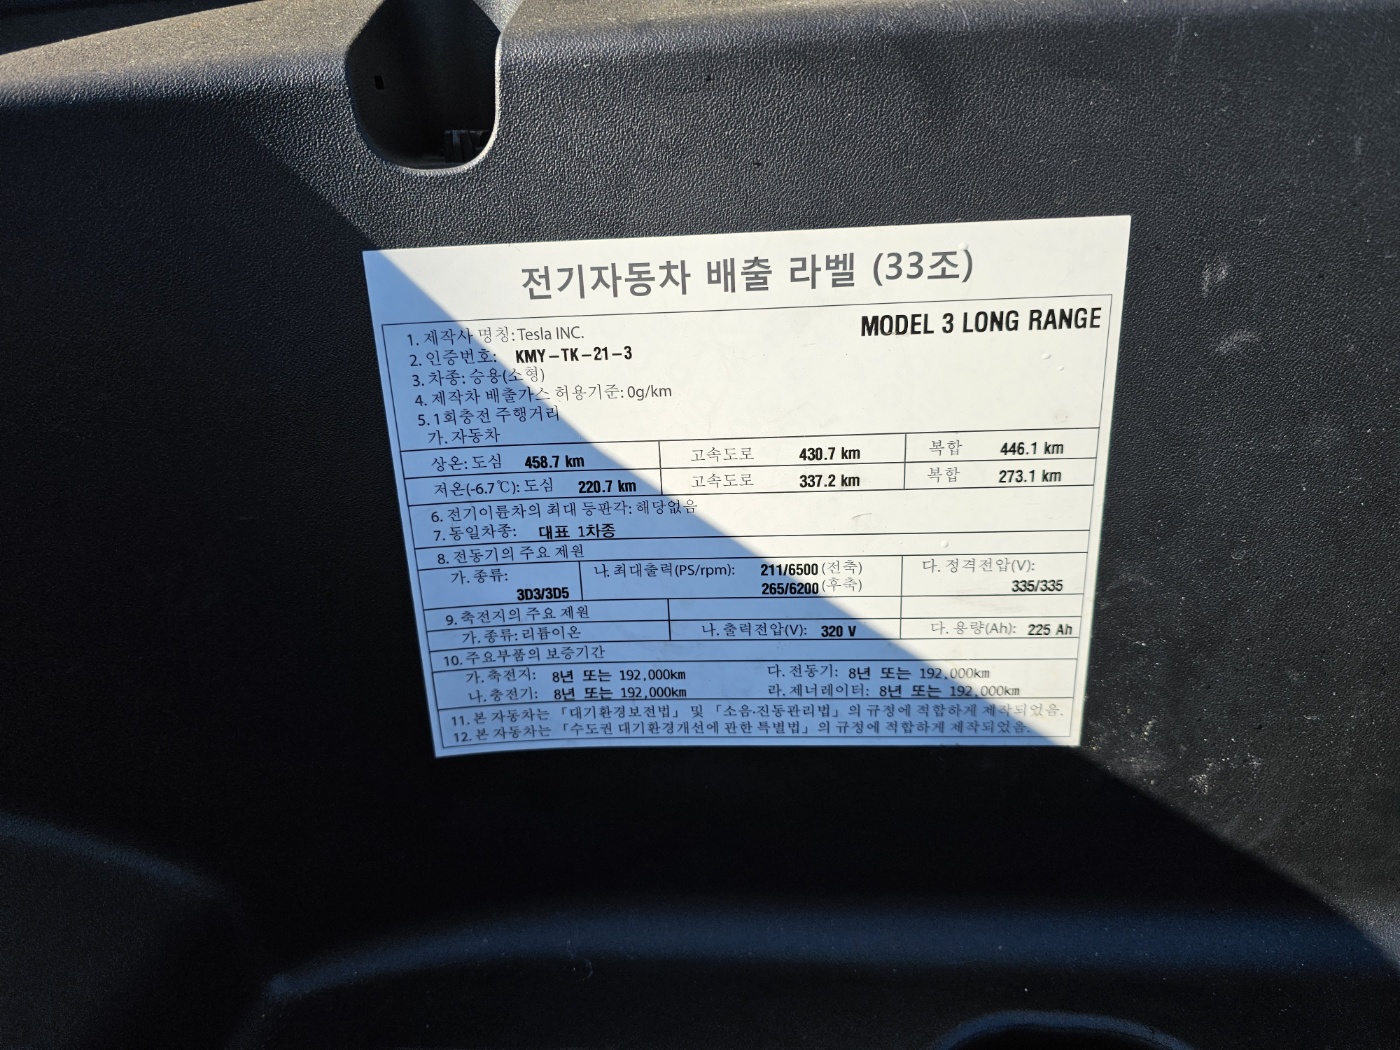 전기자동차 배출 라벨 (33조)
MODEL 3 LONG RANGE
1. 제작사 명칭: Tesla INC.
2. 인증번호: KMY-TK-21-3
3. 차종: 승용(소형)
4. 제작차 배출가스 허용기준: 0g/km
5. 1회충전 주행거리
가. 자동차
상온: 도심 458.7 km 고속도로 430.7 km 복합 446.1 km
저온(-6.7℃): 도심 220.7 km 고속도로 337.2 km 복합 273.1 km
6. 전기이륜차의 최대 등판각: 해당없음
7. 동일차종: 대표 1차종
8. 전동기의 주요 제원
가. 종류: 3D3/3D5 나. 최대출력(PS/rpm): 211/6500 (전축) 265/6200 (후축) 다. 정격전압(V): 335/335
9. 축전지의 주요 제원
가. 종류: 리튬이온 나. 출력전압(V): 320 V 다. 용량(Ah): 225 Ah
10. 주요부품의 보증기간
가. 축전지: 8년 또는 192,000km 다. 전동기: 8년 또는 192,000km
나. 충전기: 8년 또는 192,000km 라. 제너레이터: 8년 또는 192,000km
11. 본 자동차는 「대기환경보전법」 및 「소음·진동관리법」의 규정에 적합하게 제작되었음.
12. 본 자동차는 「수도권 대기환경개선에 관한 특별법」의 규정에 적합하게 제작되었음.